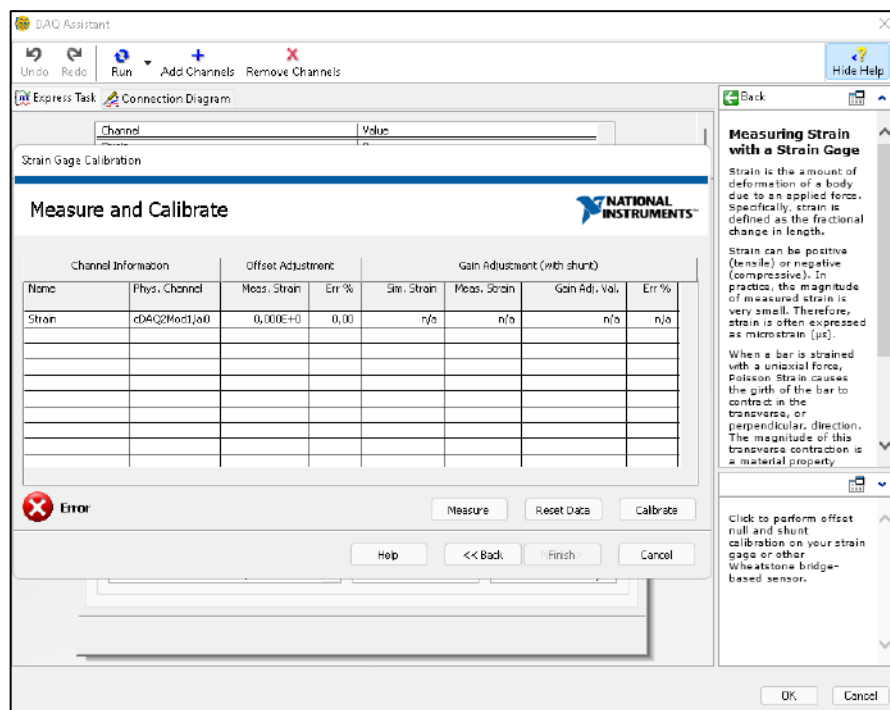 DAQ Assistant
Undo Redo Run Add Channels Remove Channels Hide Help
Express Task Connection Diagram
Back
Channel Value
Strain Gage Calibration
Measure and Calibrate
NATIONAL
INSTRUMENTS™
Channel Information Offset Adjustment Gain Adjustment (with shunt)
Name Phys. Channel Meas. Strain Err % Sim. Strain Meas. Strain Gain Adj. Val. Err %
Strain cDAQ2Mod1/ai0 0,000E+0 0,00 n/a n/a n/a n/a
Error
Measure Reset Data Calibrate
Help << Back Finish Cancel
Measuring Strain
with a Strain Gage
Strain is the amount of
deformation of a body
due to an applied force.
Specifically, strain is
defined as the fractional
change in length.
Strain can be positive
(tensile) or negative
(compressive). In
practice, the magnitude
of measured strain is
very small. Therefore,
strain is often expressed
as microstrain (µs).
When a bar is strained
with a uniaxial force,
Poisson Strain causes
the girth of the bar to
contract in the
transverse, or
perpendicular, direction.
The magnitude of this
transverse contraction is
a material property
Click to perform offset
null and shunt
calibration on your strain
gage or other
Wheatstone bridge-
based sensor.
OK Cancel